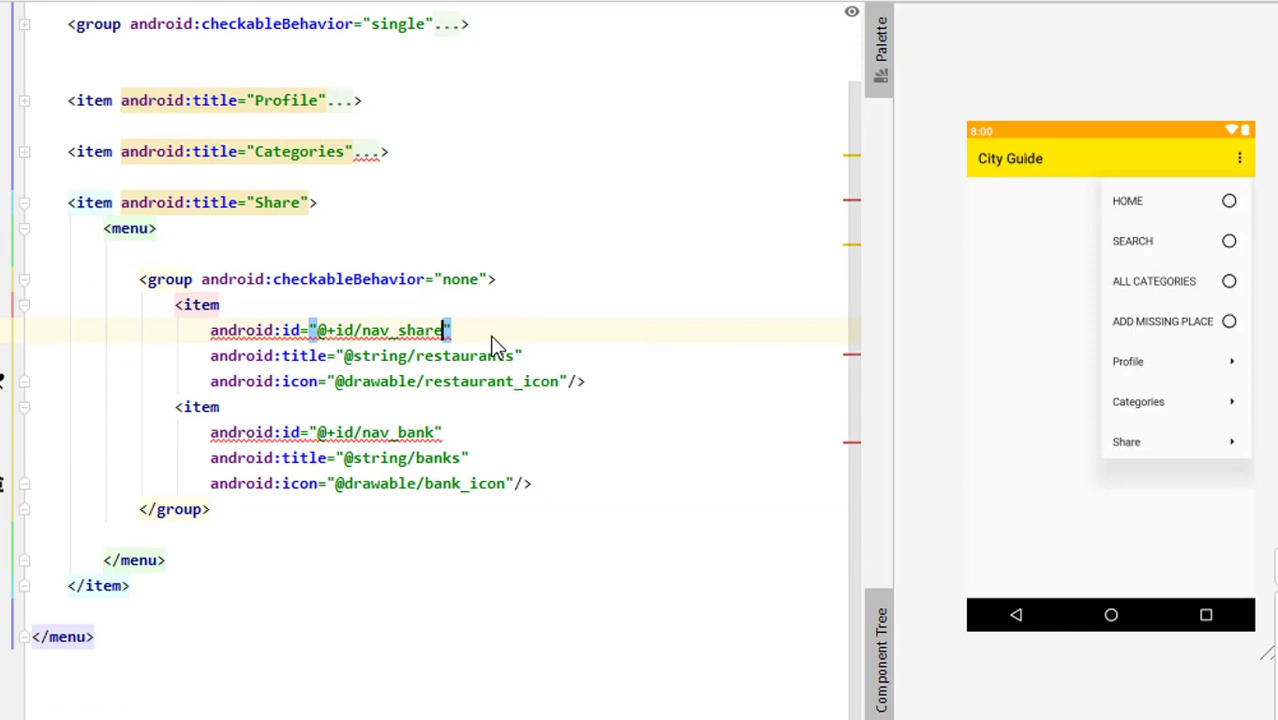 <group android:checkableBehavior="single"...>
<item android:title="Profile"...>
<item android:title="Categories"...>
<item android:title="Share">
<menu>
<group android:checkableBehavior="none">
<item
android:id="@+id/nav_share"
android:title="@string/restaurants"
android:icon="@drawable/restaurant_icon"/>
<item
android:id="@+id/nav_bank"
android:title="@string/banks"
android:icon="@drawable/bank_icon"/>
</group>
</menu>
</item>
</menu>
Palette
Component Tree
8:00
City Guide
HOME
SEARCH
ALL CATEGORIES
ADD MISSING PLACE
Profile
Categories
Share